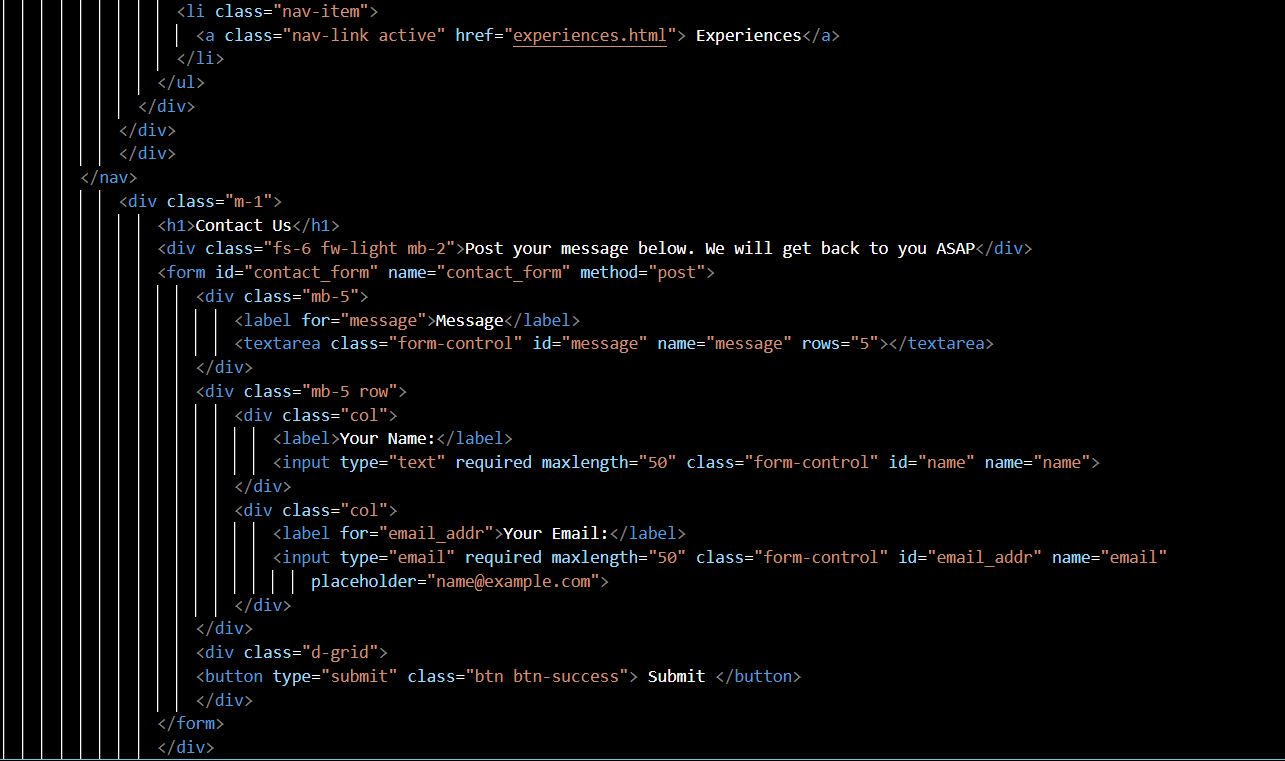 <li class="nav-item">
<a class="nav-link active" href="experiences.html"> Experiences</a>
</li>
</ul>
</div>
</div>
</div>
</nav>
<div class="m-1">
<h1>Contact Us</h1>
<div class="fs-6 fw-light mb-2">Post your message below. We will get back to you ASAP</div>
<form id="contact_form" name="contact_form" method="post">
<div class="mb-5">
<label for="message">Message</label>
<textarea class="form-control" id="message" name="message" rows="5"></textarea>
</div>
<div class="mb-5 row">
<div class="col">
<label>Your Name:</label>
<input type="text" required maxlength="50" class="form-control" id="name" name="name">
</div>
<div class="col">
<label for="email_addr">Your Email:</label>
<input type="email" required maxlength="50" class="form-control" id="email_addr" name="email"
placeholder="name@example.com">
</div>
</div>
<div class="d-grid">
<button type="submit" class="btn btn-success"> Submit </button>
</div>
</form>
</div>